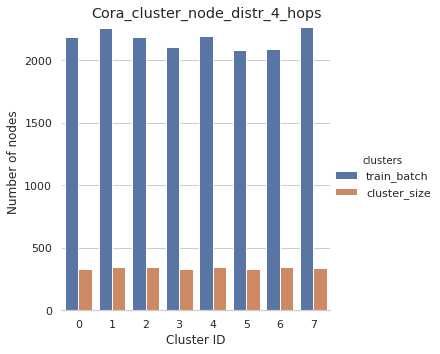 Cora_cluster_node_distr_4_hops
Number of nodes
2000
1500
1000
500
0
0 1 2 3 4 5 6 7
Cluster ID
clusters
train_batch
cluster_size